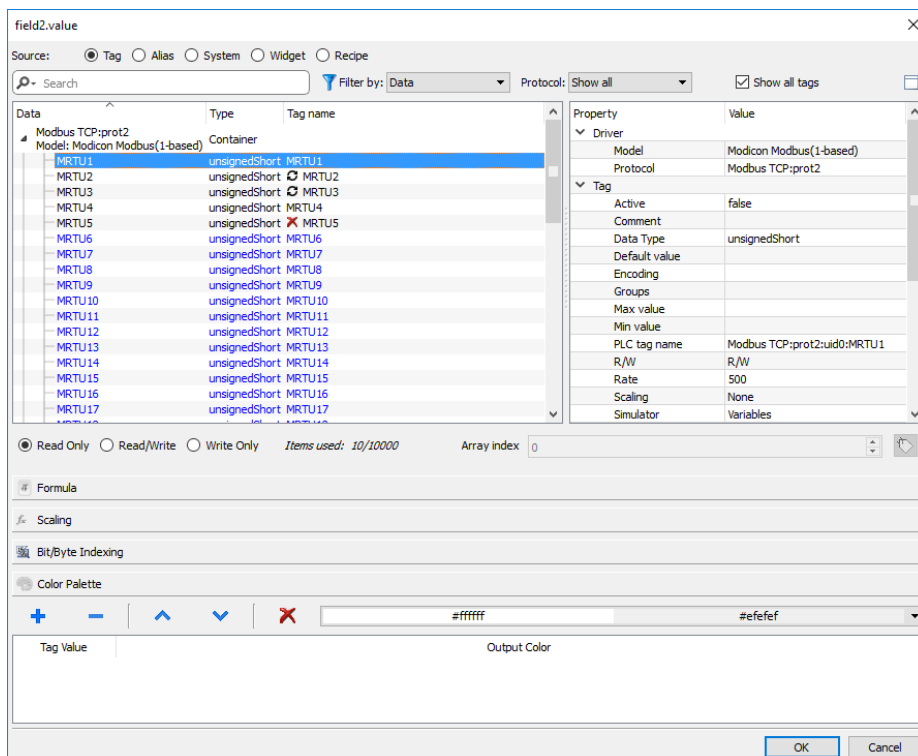 field2.value
Source: Tag Alias System Widget Recipe
Search Filter by: Data Protocol: Show all Show all tags
Data Type Tag name
Modbus TCP:prot2
Model: Modicon Modbus(1-based) Container
MRTU1 unsignedShort MRTU1
MRTU2 unsignedShort MRTU2
MRTU3 unsignedShort MRTU3
MRTU4 unsignedShort MRTU4
MRTU5 unsignedShort MRTU5
MRTU6 unsignedShort MRTU6
MRTU7 unsignedShort MRTU7
MRTU8 unsignedShort MRTU8
MRTU9 unsignedShort MRTU9
MRTU10 unsignedShort MRTU10
MRTU11 unsignedShort MRTU11
MRTU12 unsignedShort MRTU12
MRTU13 unsignedShort MRTU13
MRTU14 unsignedShort MRTU14
MRTU15 unsignedShort MRTU15
MRTU16 unsignedShort MRTU16
MRTU17 unsignedShort MRTU17
Property Value
Driver
Model Modicon Modbus(1-based)
Protocol Modbus TCP:prot2
Tag
Active false
Comment
Data Type unsignedShort
Default value
Encoding
Groups
Max value
Min value
PLC tag name Modbus TCP:prot2:uid0:MRTU1
R/W R/W
Rate 500
Scaling None
Simulator Variables
Read Only Read/Write Write Only Items used: 10/10000 Array index 0
Formula
Scaling
Bit/Byte Indexing
Color Palette
#ffffff #efefef
Tag Value Output Color
OK Cancel